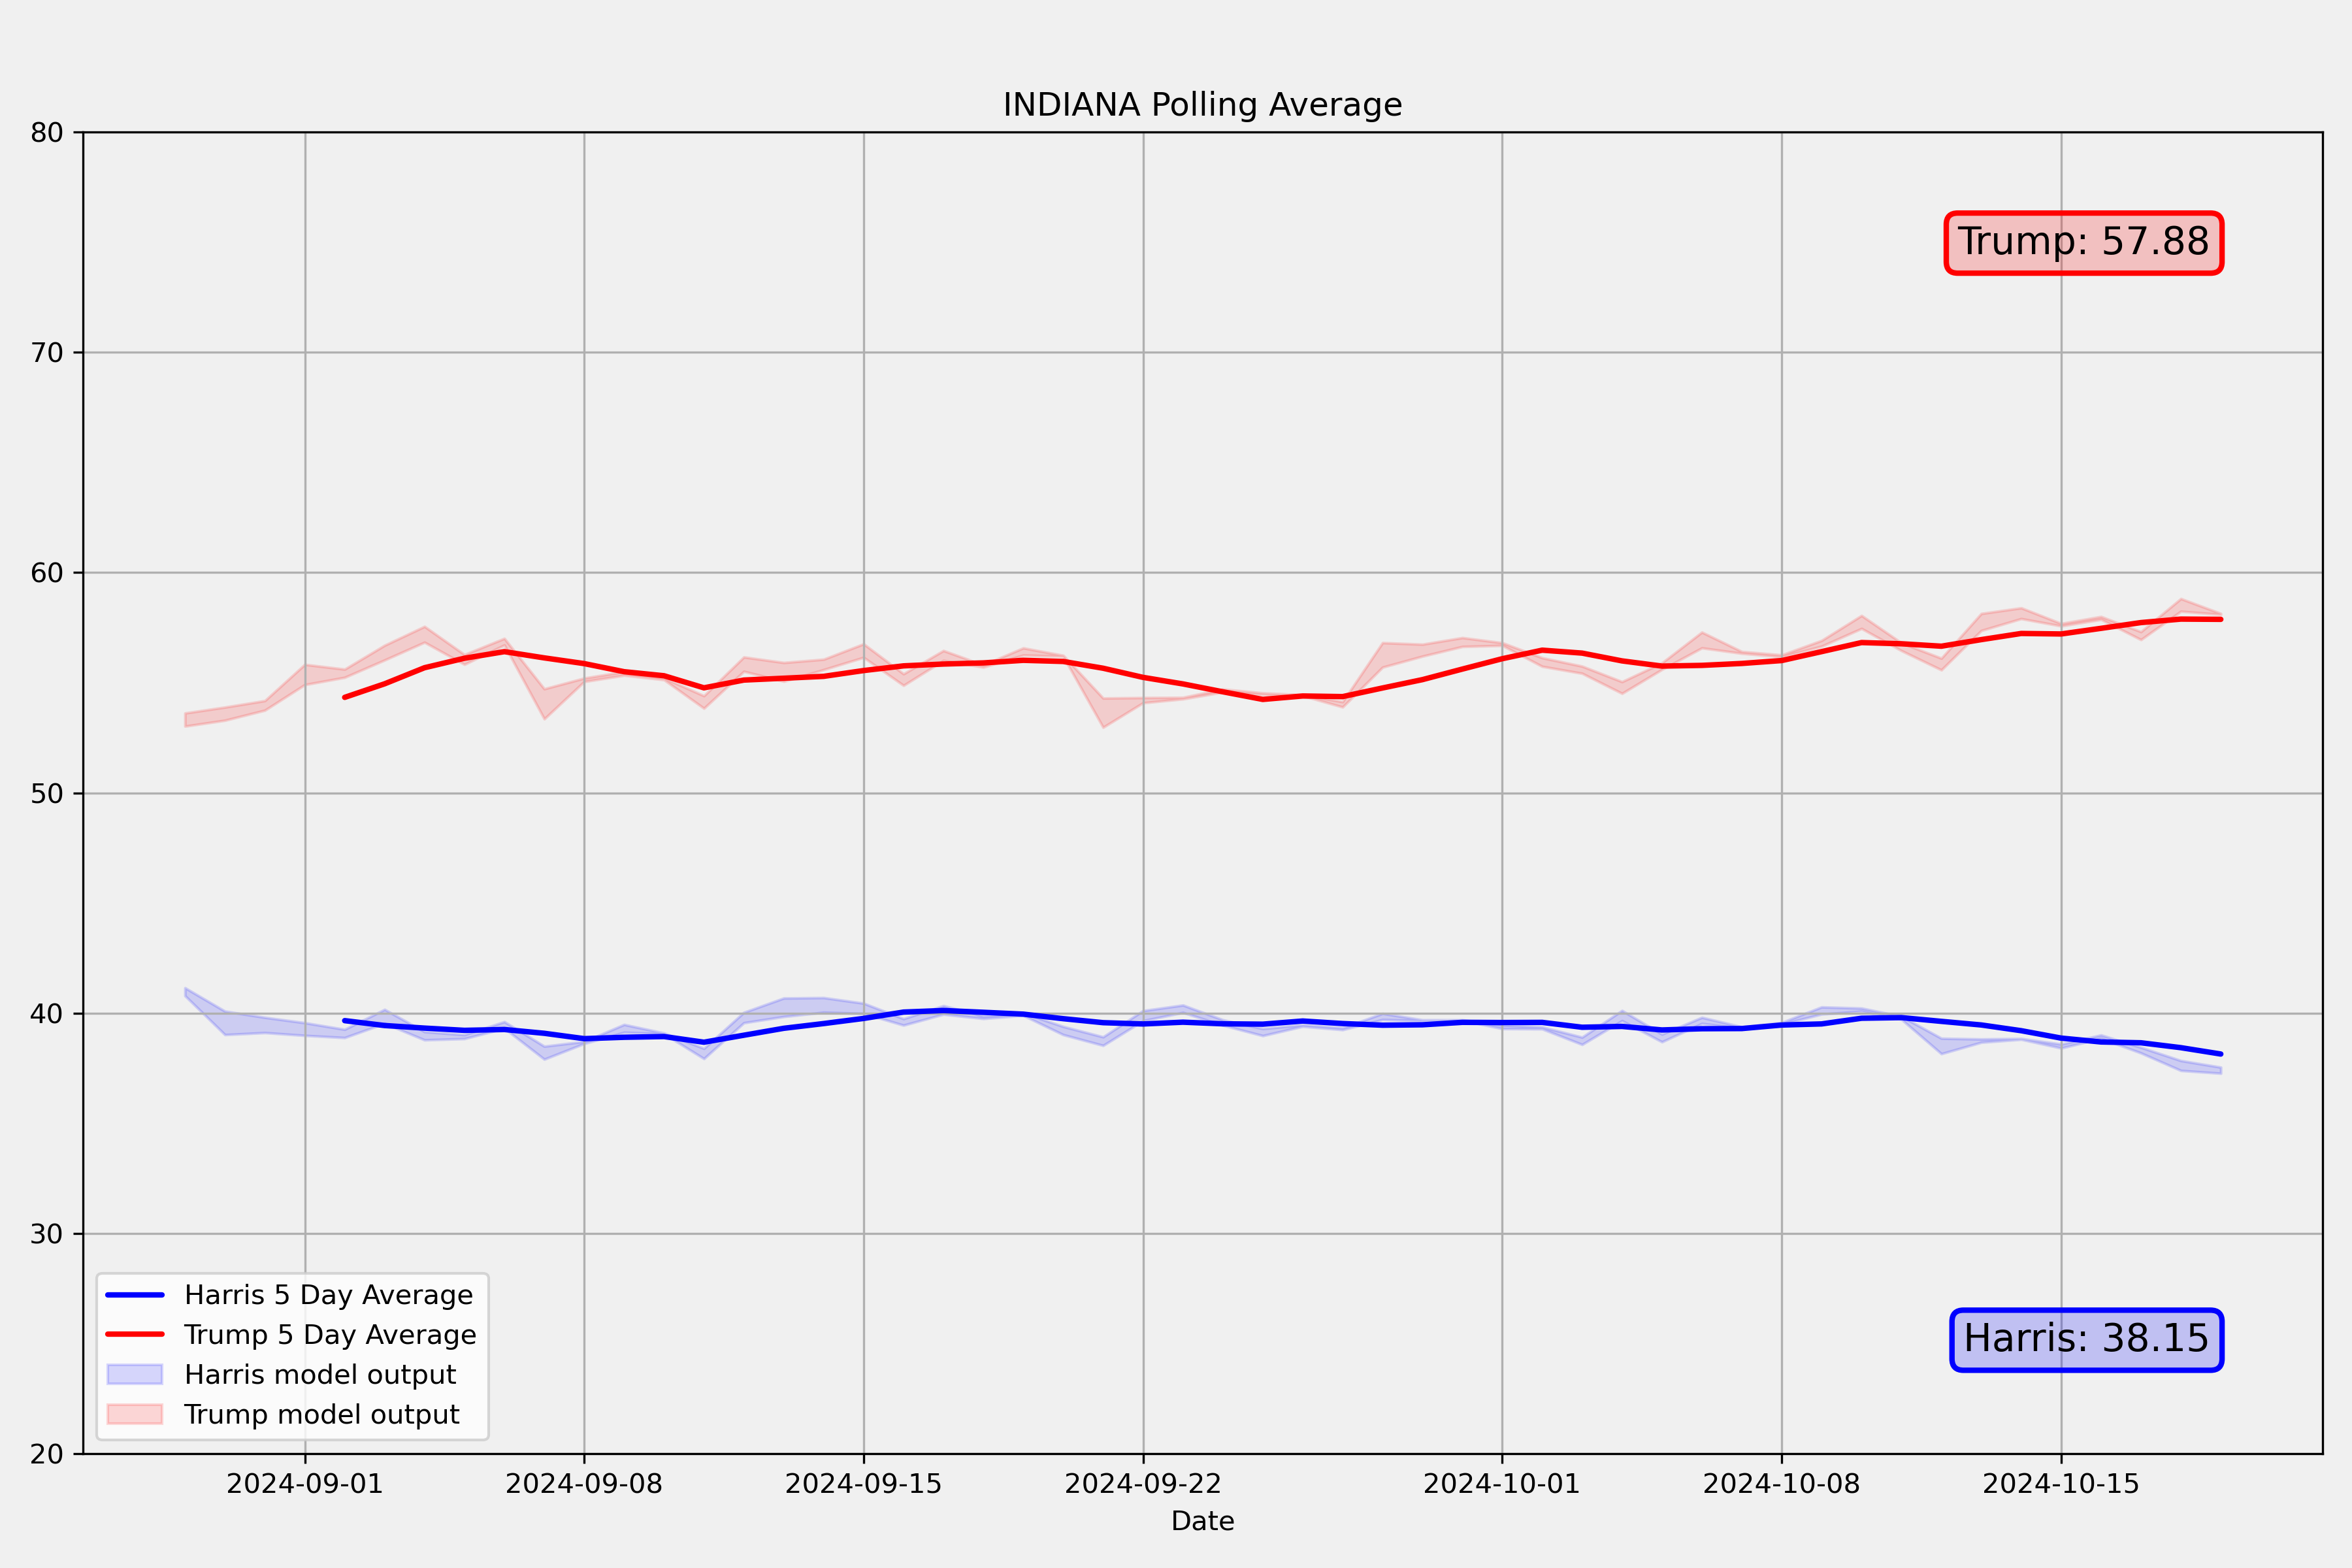 INDIANA Polling Average
80
70
60
50
40
30
20
Trump: 57.88
Harris: 38.15
Harris 5 Day Average
Trump 5 Day Average
Harris model output
Trump model output
2024-09-01 2024-09-08 2024-09-15 2024-09-22 2024-10-01 2024-10-08 2024-10-15
Date